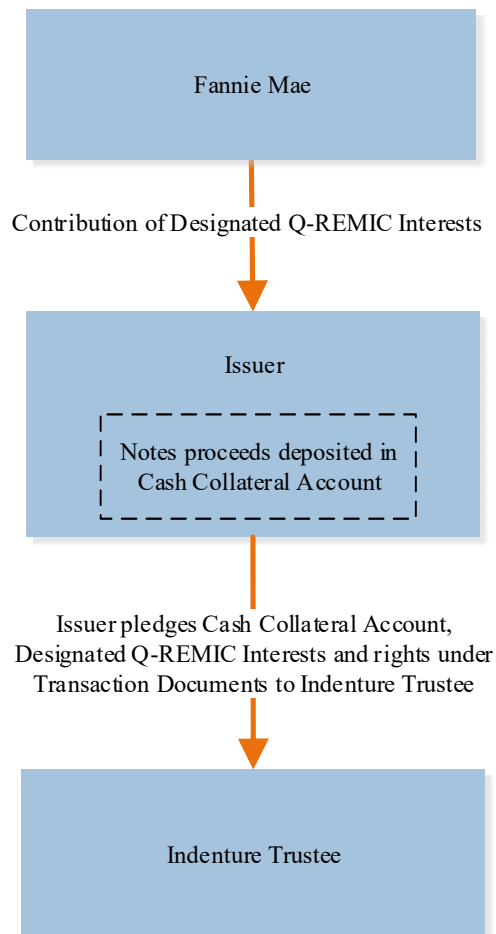 Fannie Mae
Contribution of Designated Q-REMIC Interests
Issuer
Notes proceeds deposited in
Cash Collateral Account
Issuer pledges Cash Collateral Account,
Designated Q-REMIC Interests and rights under
Transaction Documents to Indenture Trustee
Indenture Trustee